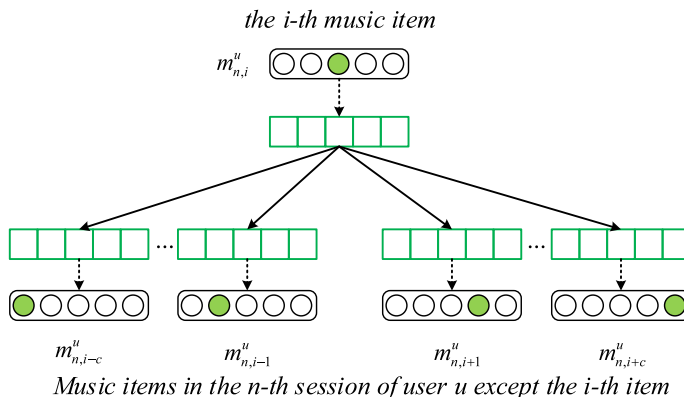 the i-th music item
m^u_{n,i}
... ...
m^u_{n,i-c} m^u_{n,i-1} m^u_{n,i+1} m^u_{n,i+c}
Music items in the n-th session of user u except the i-th item